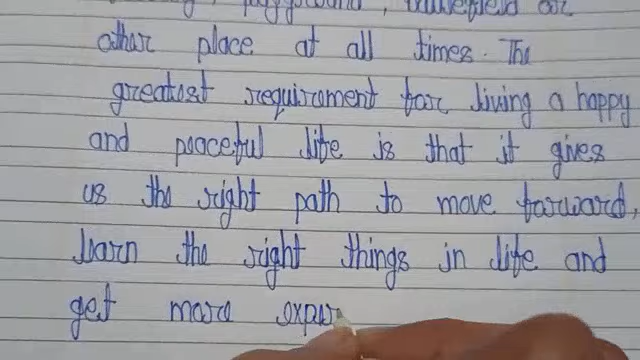 other place at all times. The
greatest requirement for living a happy
and peaceful life is that it gives
us the right path to move forward,
learn the right things in life and
get more exper